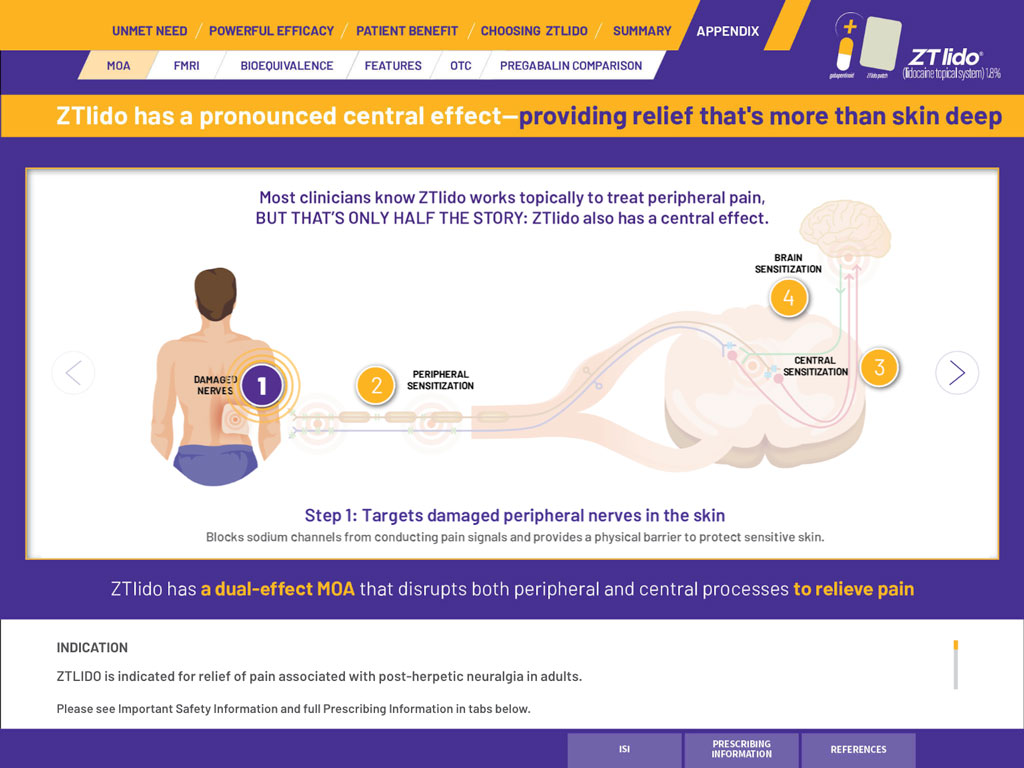 UNMET NEED / POWERFUL EFFICACY / PATIENT BENEFIT / CHOOSING ZTLIDO / SUMMARY
APPENDIX
MOA
FMRI
BIOEQUIVALENCE
FEATURES
OTC
PREGABALIN COMPARISON
gabapentinoid
ZTlido patch
ZTlido®
(lidocaine topical system) 1.8%
ZTlido has a pronounced central effect—providing relief that's more than skin deep
Most clinicians know ZTlido works topically to treat peripheral pain,
BUT THAT'S ONLY HALF THE STORY: ZTlido also has a central effect.
BRAIN
SENSITIZATION
4
DAMAGED
NERVES
1
2
PERIPHERAL
SENSITIZATION
CENTRAL
SENSITIZATION
3
Step 1: Targets damaged peripheral nerves in the skin
Blocks sodium channels from conducting pain signals and provides a physical barrier to protect sensitive skin.
ZTlido has a dual-effect MOA that disrupts both peripheral and central processes to relieve pain
INDICATION
ZTLIDO is indicated for relief of pain associated with post-herpetic neuralgia in adults.
Please see Important Safety Information and full Prescribing Information in tabs below.
ISI
PRESCRIBING
INFORMATION
REFERENCES